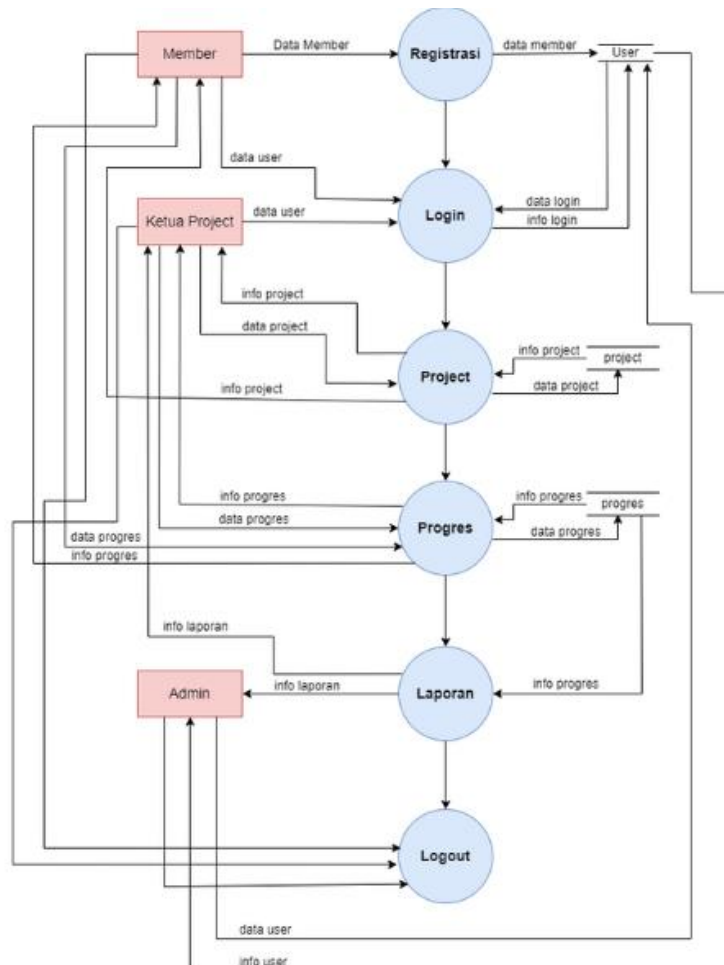 Member
Data Member
Registrasi
data member
User
data user
Ketua Project
data user
Login
data login
info login
info project
data project
info project
Project
info project
project
data project
info progres
data progres
data progres
info progres
Progres
info progres
progres
data progres
info laporan
Admin
info laporan
Laporan
info progres
Logout
data user
info user